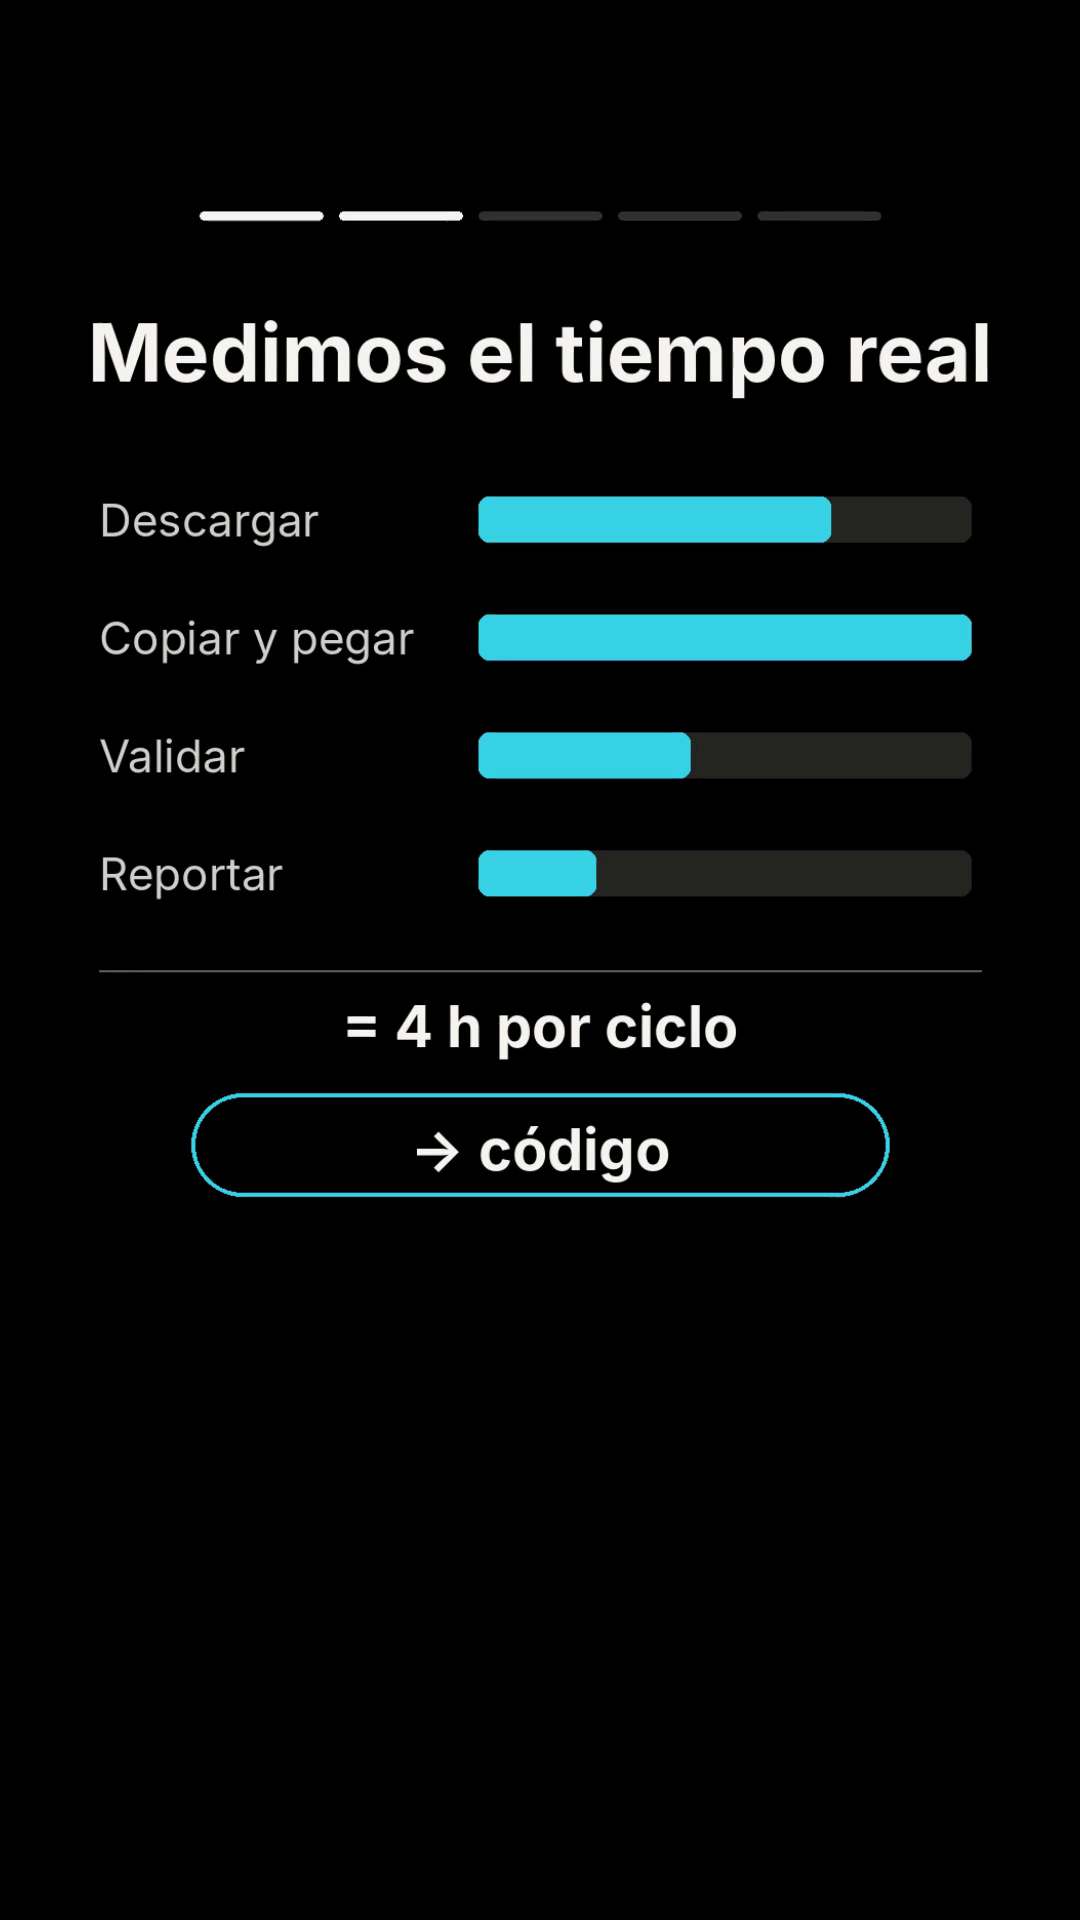 Medimos el tiempo real
Descargar
Copiar y pegar
Validar
Reportar
= 4 h por ciclo
→ código